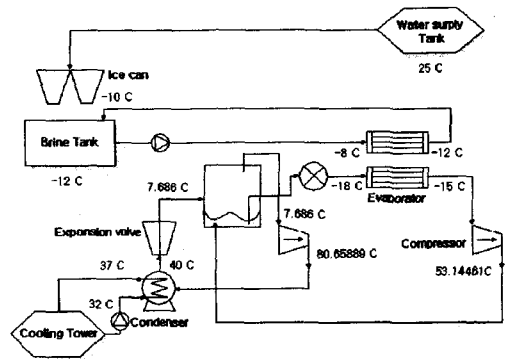 Water surply
Tank
25 C
Ice can
-10 C
Brine Tank
-12 C
-8 C
-12 C
7.686 C
-18 C
-15 C
Evaporator
7.686 C
Expansion valve
Compressor
80.65889 C
37 C
40 C
53.14461C
32 C
Condenser
Cooling Tower